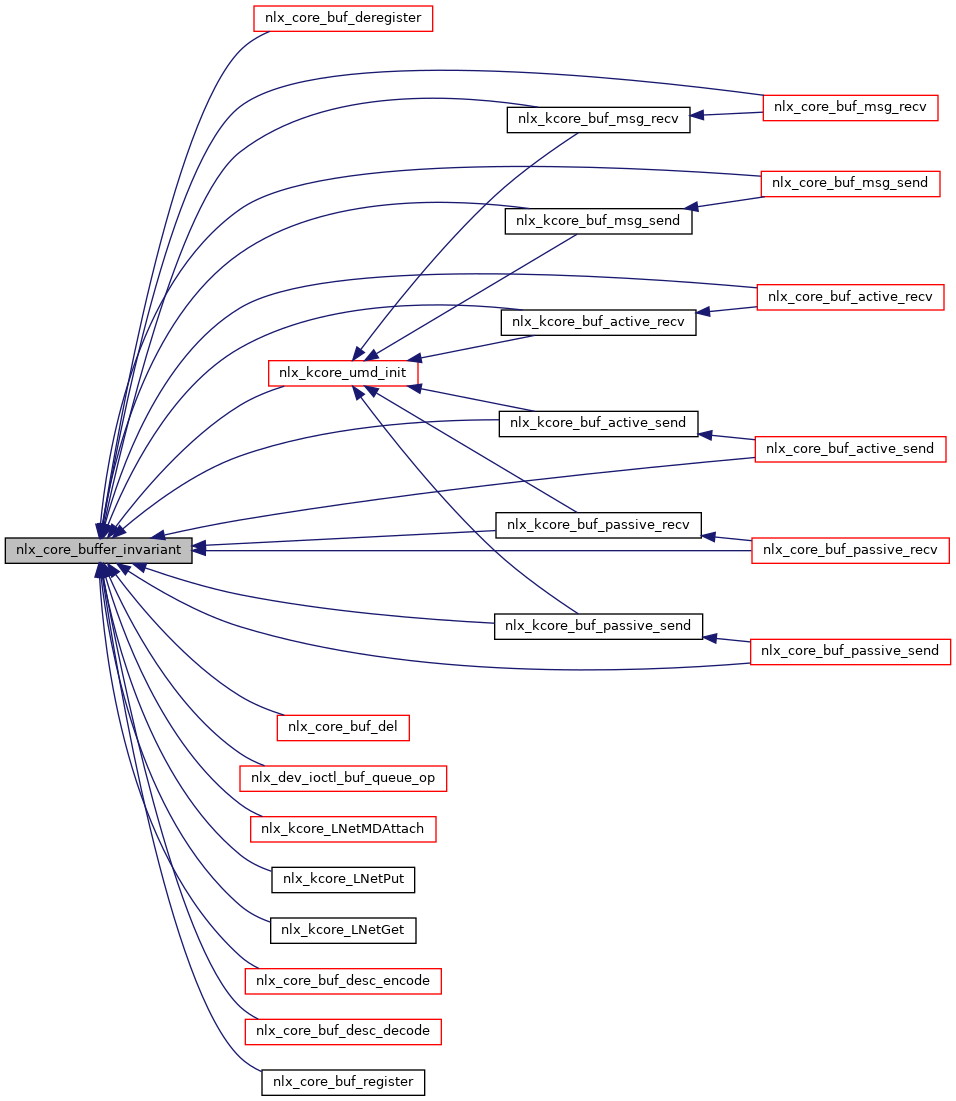 nlx_core_buf_deregister
nlx_core_buf_msg_recv
nlx_kcore_buf_msg_recv
nlx_core_buf_msg_send
nlx_kcore_buf_msg_send
nlx_core_buf_active_recv
nlx_kcore_buf_active_recv
nlx_kcore_umd_init
nlx_kcore_buf_active_send
nlx_core_buf_active_send
nlx_kcore_buf_passive_recv
nlx_core_buffer_invariant
nlx_core_buf_passive_recv
nlx_kcore_buf_passive_send
nlx_core_buf_passive_send
nlx_core_buf_del
nlx_dev_ioctl_buf_queue_op
nlx_kcore_LNetMDAttach
nlx_kcore_LNetPut
nlx_kcore_LNetGet
nlx_core_buf_desc_encode
nlx_core_buf_desc_decode
nlx_core_buf_register